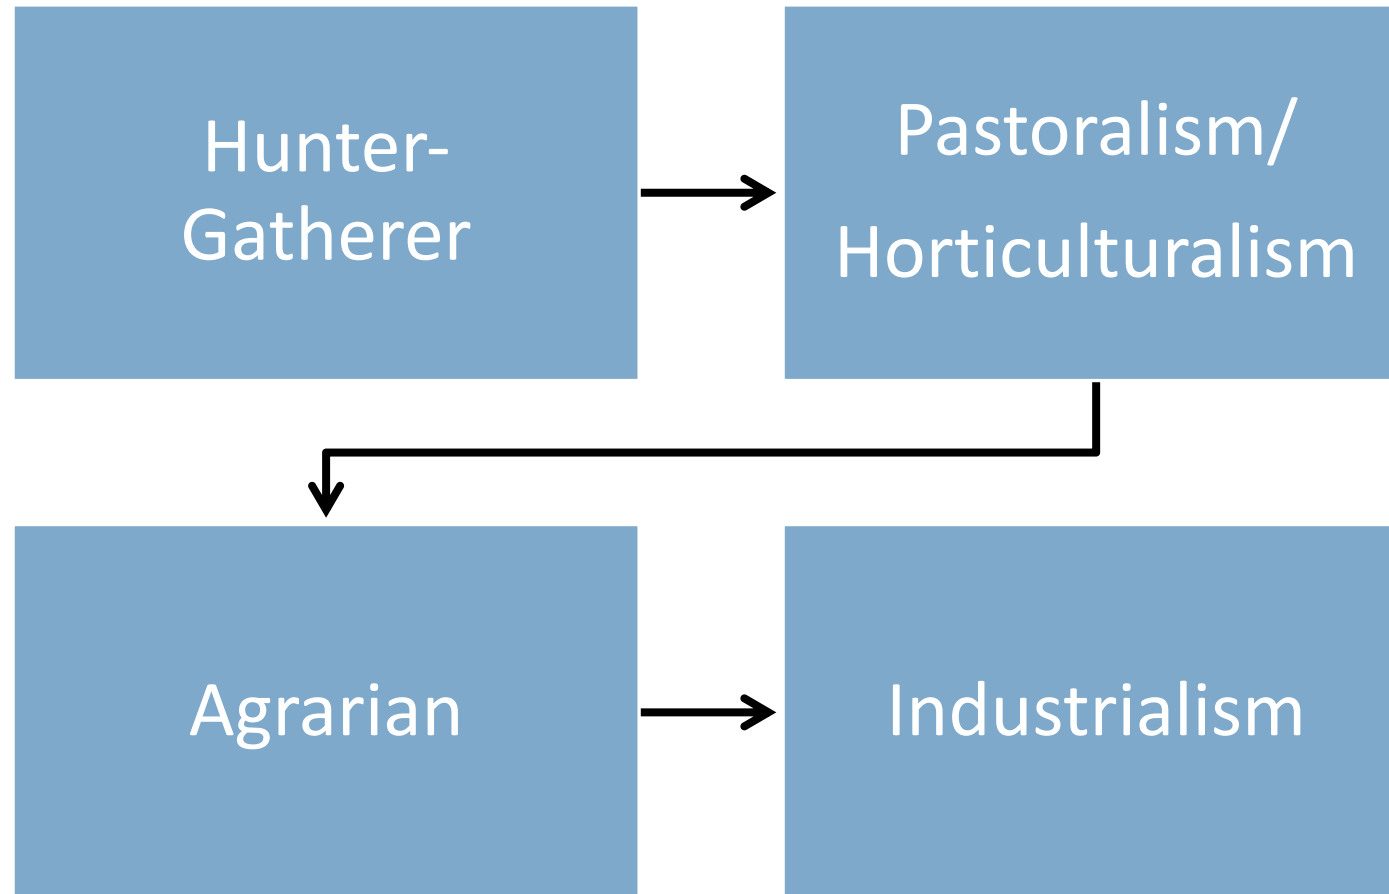 Hunter-
Gatherer
Pastoralism/
Horticulturalism
Agrarian
Industrialism